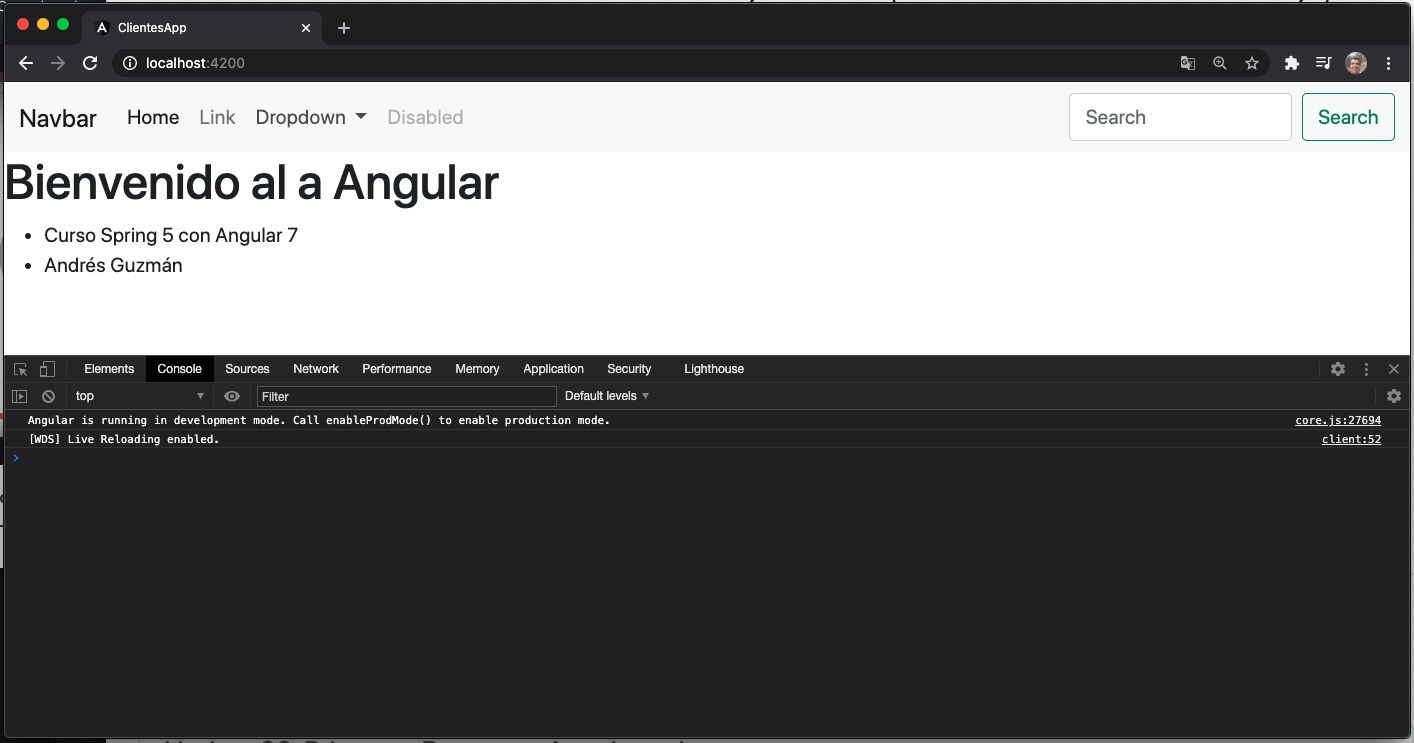 ClientesApp
localhost:4200
Navbar Home Link Dropdown Disabled Search Search
Bienvenido al a Angular
• Curso Spring 5 con Angular 7
• Andrés Guzmán
Elements Console Sources Network Performance Memory Application Security Lighthouse
top Filter Default levels
Angular is running in development mode. Call enableProdMode() to enable production mode. core.js:27694
[WDS] Live Reloading enabled. client:52